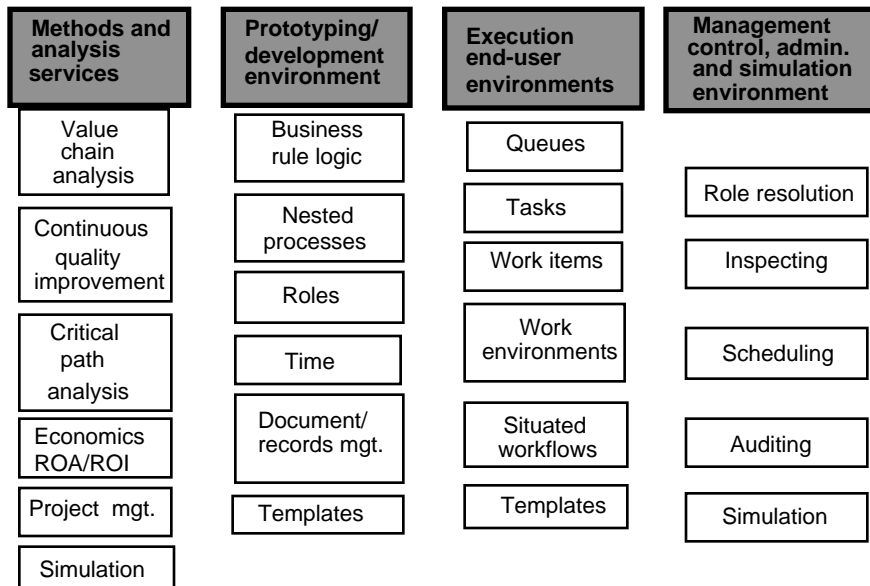 Methods and
analysis
services
Value
chain
analysis
Continuous
quality
improvement
Critical
path
analysis
Economics
ROA/ROI
Project mgt.
Simulation
Prototyping/
development
environment
Business
rule logic
Nested
processes
Roles
Time
Document/
records mgt.
Templates
Execution
end-user
environments
Queues
Tasks
Work items
Work
environments
Situated
workflows
Templates
Management
control, admin.
and simulation
environment
Role resolution
Inspecting
Scheduling
Auditing
Simulation